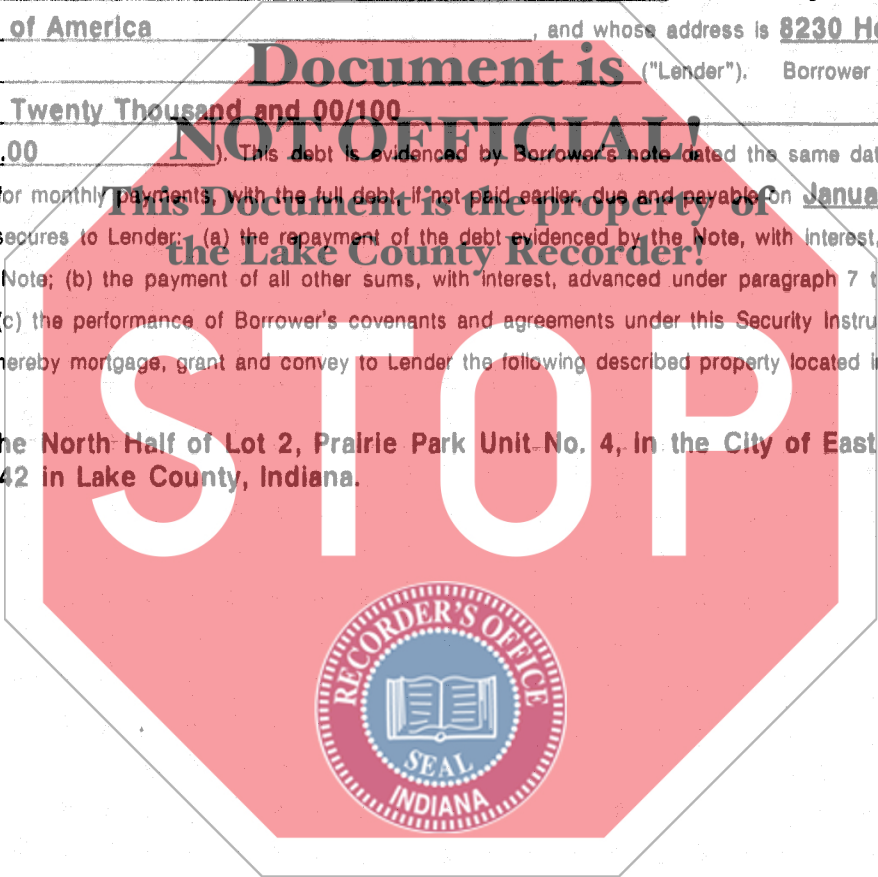 of America , and whose address is 8230
Document is
("Lender"). Borrower
Twenty Thousand and 00/100
NOT OFFICIAL!
.00 ). This debt is evidenced by Borrower's note dated the same
for monthly payments, with the full debt, if not paid earlier, due and payable on
This Document is the property of
secures to Lender: (a) the repayment of the debt evidenced by the Note, with interest,
the Lake County Recorder!
Note; (b) the payment of all other sums, with interest, advanced under paragraph 7
(c) the performance of Borrower's covenants and agreements under this Security
hereby mortgage, grant and convey to Lender the following described property located
STOP
the North Half of Lot 2, Prairie Park Unit No. 4, in the City of East
42 in Lake County, Indiana.
RECORDER'S OFFICE
SEAL
INDIANA